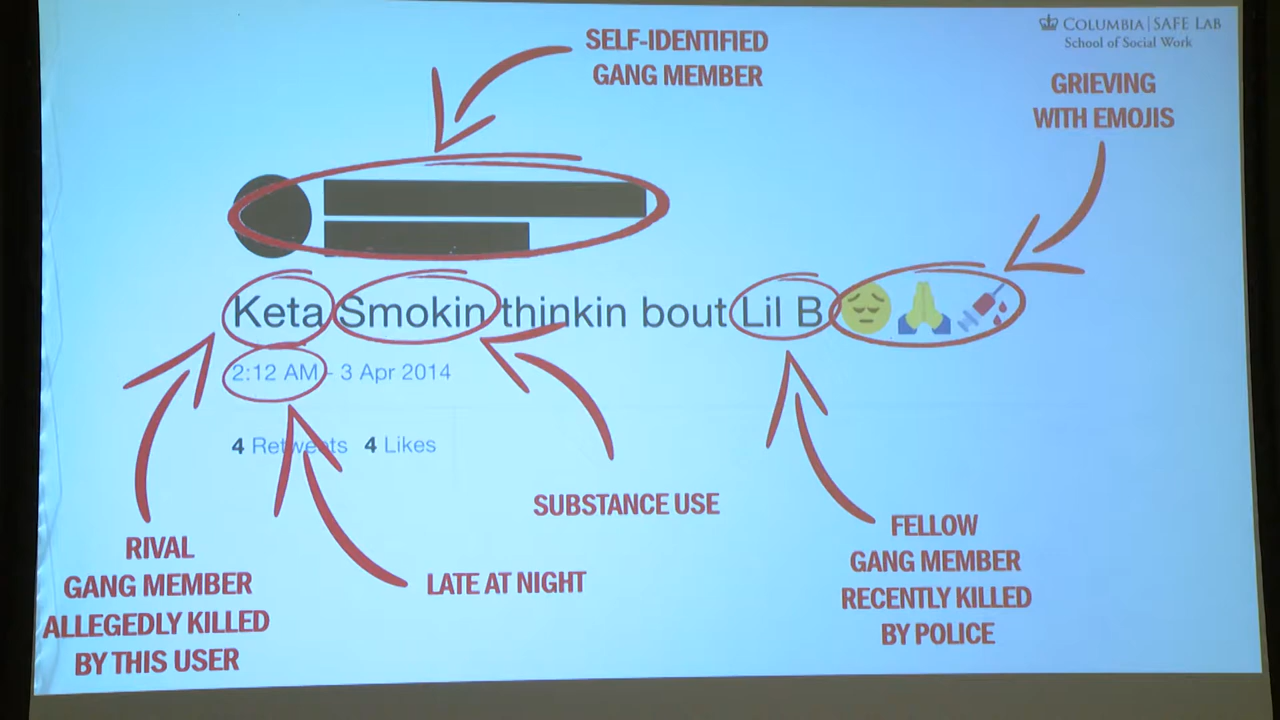 COLUMBIA | SAFE LAB
School of Social Work
SELF-IDENTIFIED
GANG MEMBER
GRIEVING
WITH EMOJIS
Keta Smokin thinkin bout Lil B 😔🙏💉
2:12 AM - 3 Apr 2014
4 Retweets 4 Likes
SUBSTANCE USE
RIVAL
GANG MEMBER
ALLEGEDLY KILLED
BY THIS USER
LATE AT NIGHT
FELLOW
GANG MEMBER
RECENTLY KILLED
BY POLICE